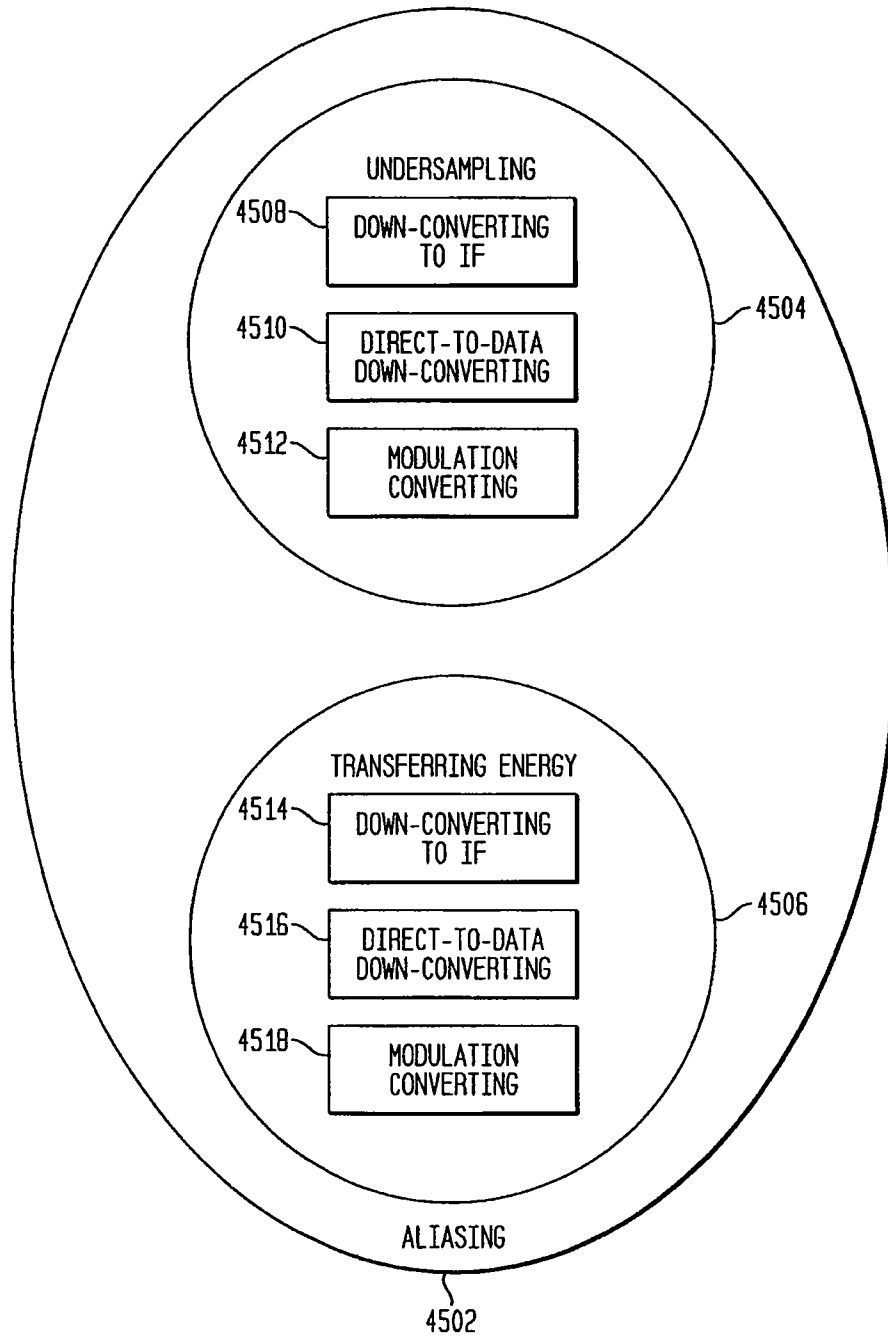 UNDERSAMPLING
4508
DOWN-CONVERTING
TO IF
4504
4510
DIRECT-TO-DATA
DOWN-CONVERTING
4512
MODULATION
CONVERTING
TRANSFERRING ENERGY
4514
DOWN-CONVERTING
TO IF
4506
4516
DIRECT-TO-DATA
DOWN-CONVERTING
4518
MODULATION
CONVERTING
ALIASING
4502